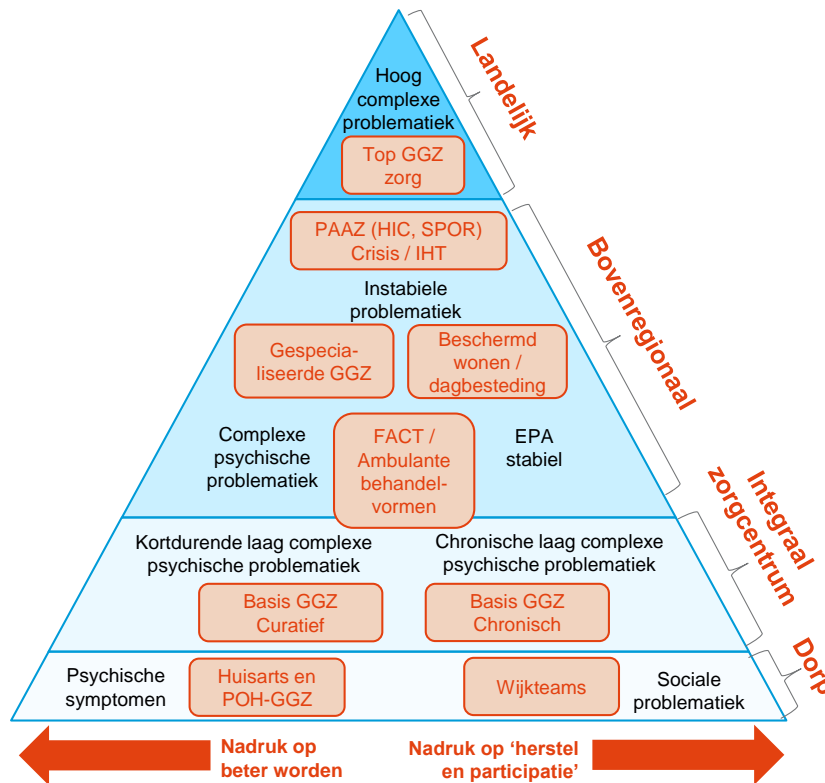 Hoog
complexe
problematiek
Top GGZ
zorg
Landelijk
PAAZ (HIC, SPOR)
Crisis / IHT
Instabiele
problematiek
Gespecia-
liseerde GGZ
Beschermd
wonen /
dagbesteding
Bovenregionaal
Complexe
psychische
problematiek
FACT /
Ambulante
behandel-
vormen
EPA
stabiel
Kortdurende laag complexe
psychische problematiek
Chronische laag complexe
psychische problematiek
Basis GGZ
Curatief
Basis GGZ
Chronisch
Integraal
zorgcentrum
Psychische
symptomen
Huisarts en
POH-GGZ
Wijkteams
Sociale
problematiek
Dorp
Nadruk op
beter worden
Nadruk op ‘herstel
en participatie’